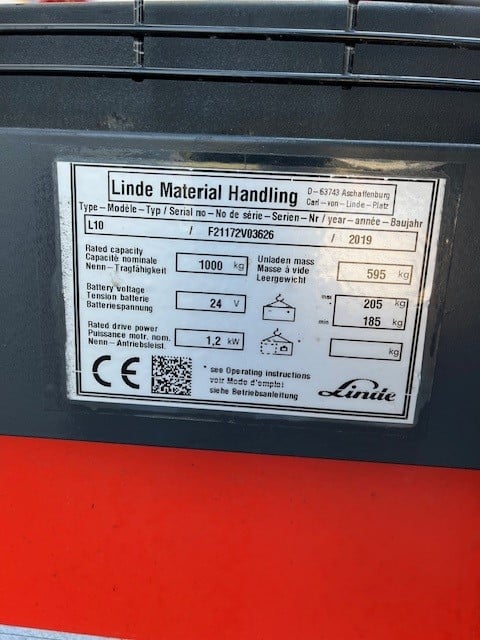 Linde Material Handling
D-63743 Aschaffenburg
Carl-von-Linde-Platz
Type-Modèle-Typ / Serial no-No de série-Serien-Nr / year-année-Baujahr
L10 / F21172V03626 / 2019
Rated capacity
Capacité nominale
Nenn-Tragfähigkeit
1000 kg
Unladen mass
Masse à vide
Leergewicht
595 kg
Battery voltage
Tension batterie
Batteriespannung
24 V
max 205 kg
min 185 kg
Rated drive power
Puissance motr. nom.
Nenn-Antriebsleist.
1,2 kW
kg
CE
* see Operating instructions
voir Mode d'emploi
siehe Betriebsanleitung
Linde